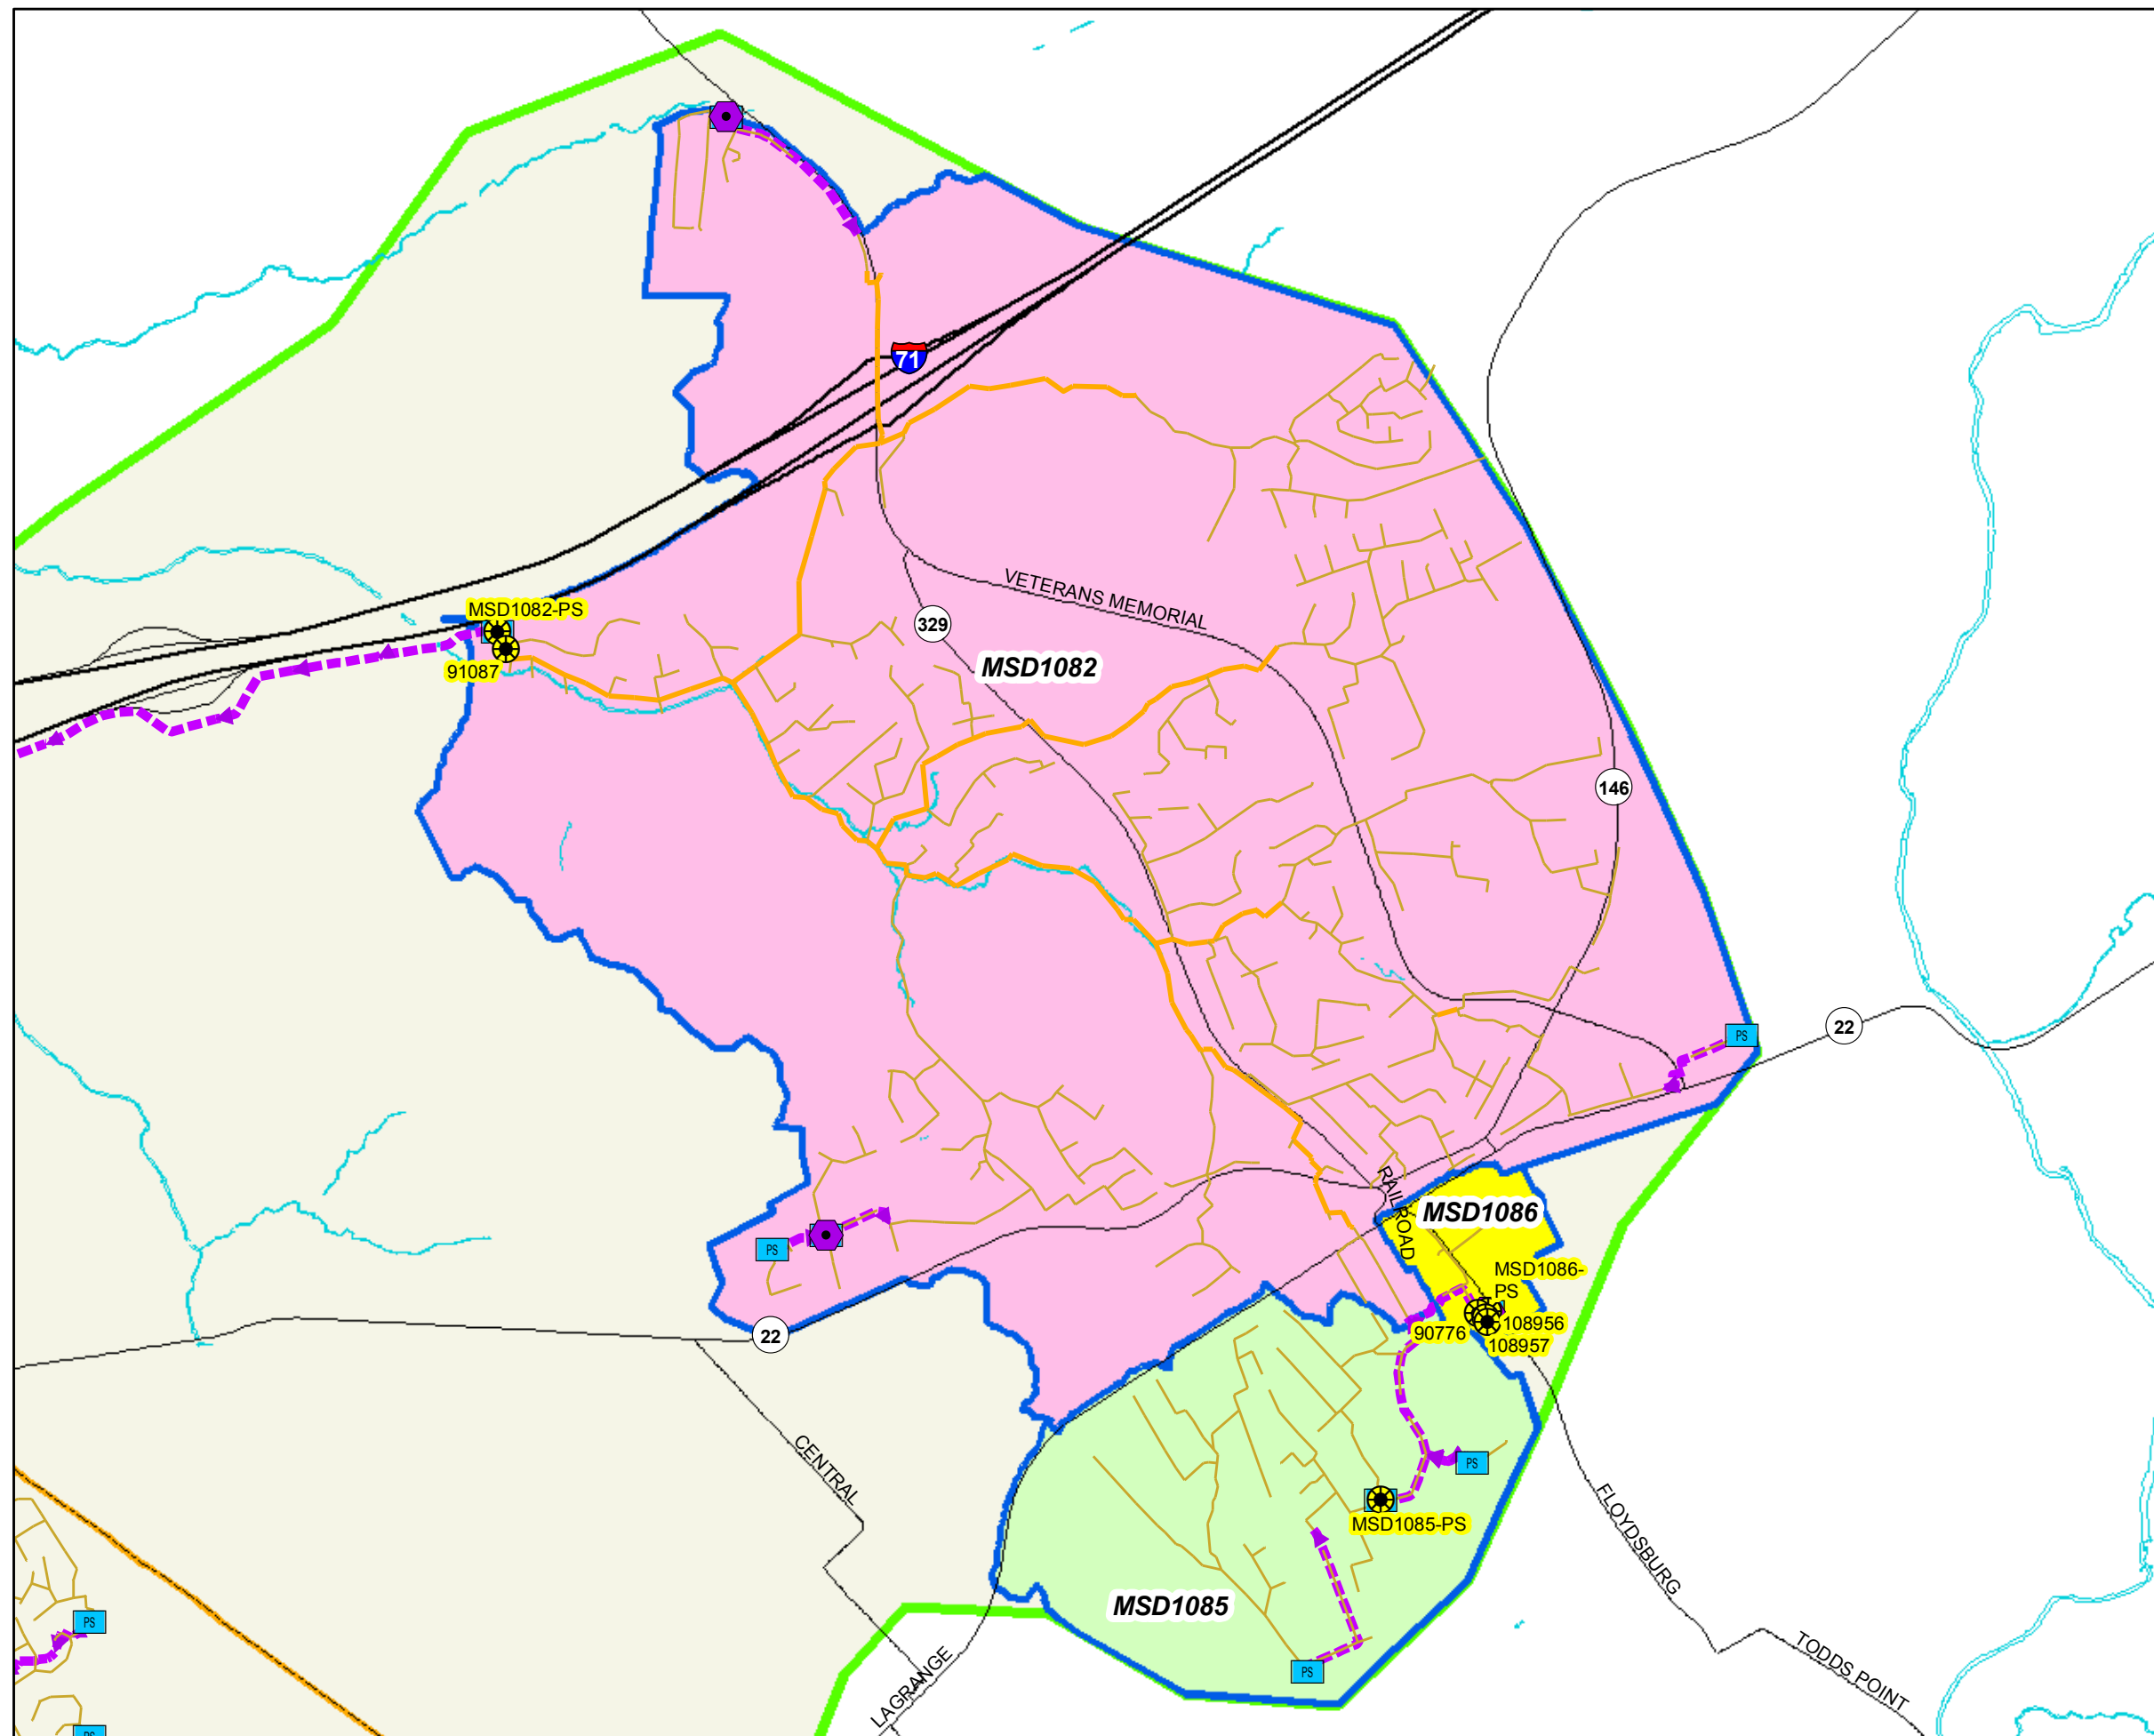 71
MSD1082-PS
91087
VETERANS MEMORIAL
329
MSD1082
146
PS
22
RAILROAD
MSD1086
PS
MSD1086-
PS
108956
90776
108957
22
CENTRAL
PS
MSD1085-PS
FLOYDSBURG
MSD1085
PS
PS
LAGRANGE
TODDS POINT
PS